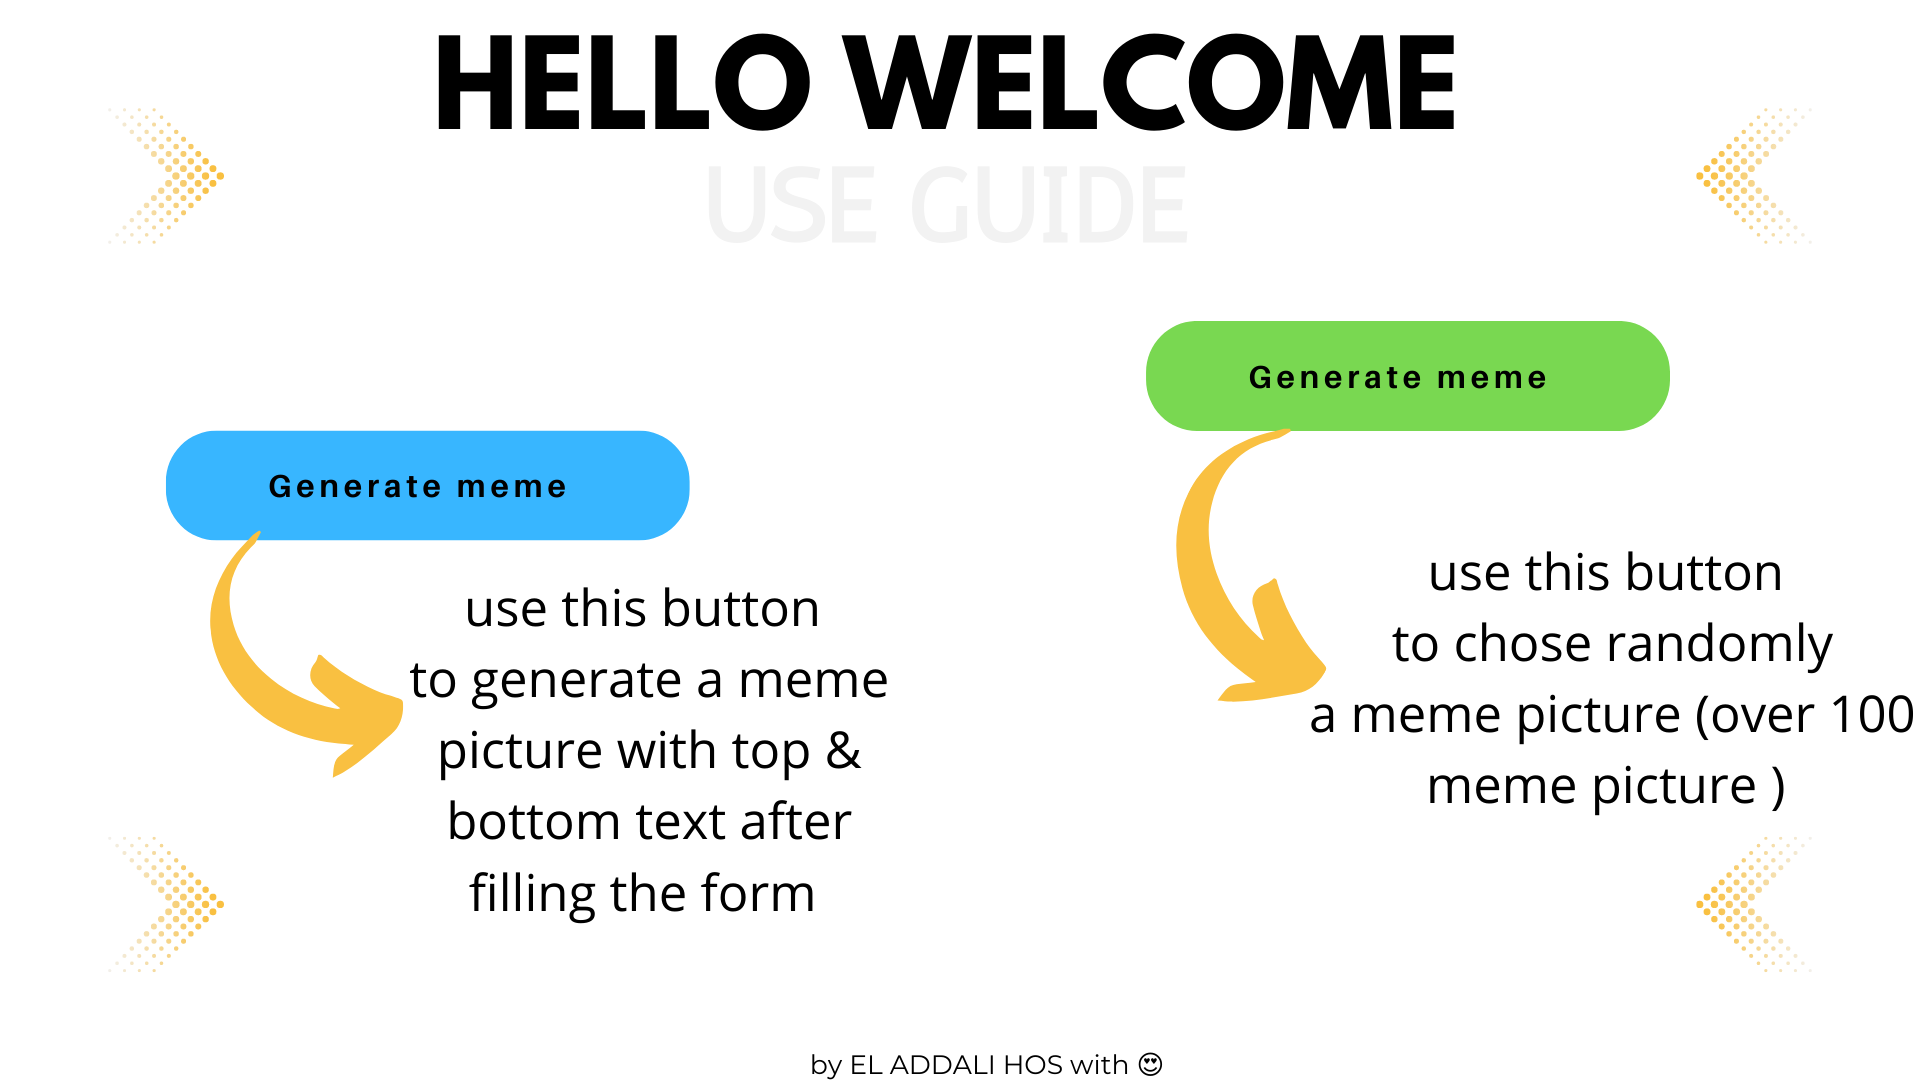 HELLO WELCOME
USE GUIDE
Generate meme
use this button
to generate a meme
picture with top &
bottom text after
filling the form
Generate meme
use this button
to chose randomly
a meme picture (over 100
meme picture )
by EL ADDALI HOS with 😍